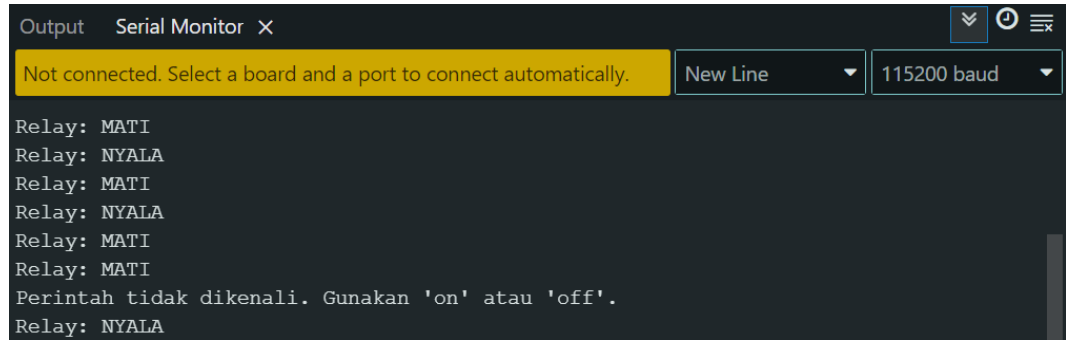 Output Serial Monitor X
Not connected. Select a board and a port to connect automatically. New Line 115200 baud
Relay: MATI
Relay: NYALA
Relay: MATI
Relay: NYALA
Relay: MATI
Relay: MATI
Perintah tidak dikenali. Gunakan 'on' atau 'off'.
Relay: NYALA